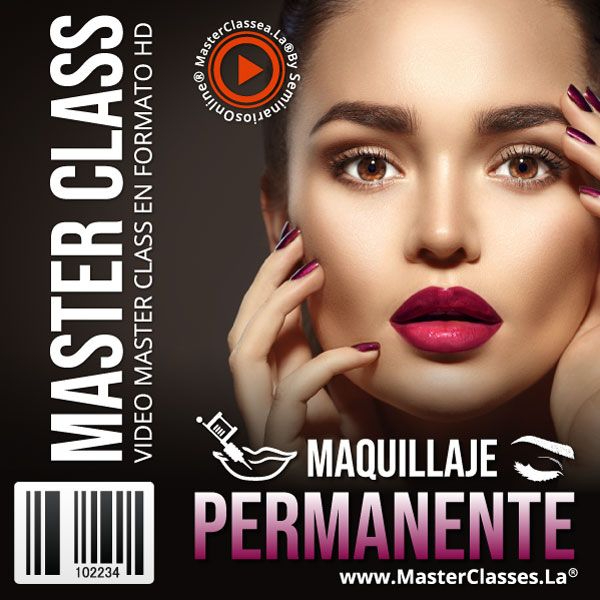 MASTER CLASS
VIDEO MASTER CLASS EN FORMATO HD
MasterClassea.La®By SeminariosOnline®
MAQUILLAJE
PERMANENTE
102234
www.MasterClasses.La®